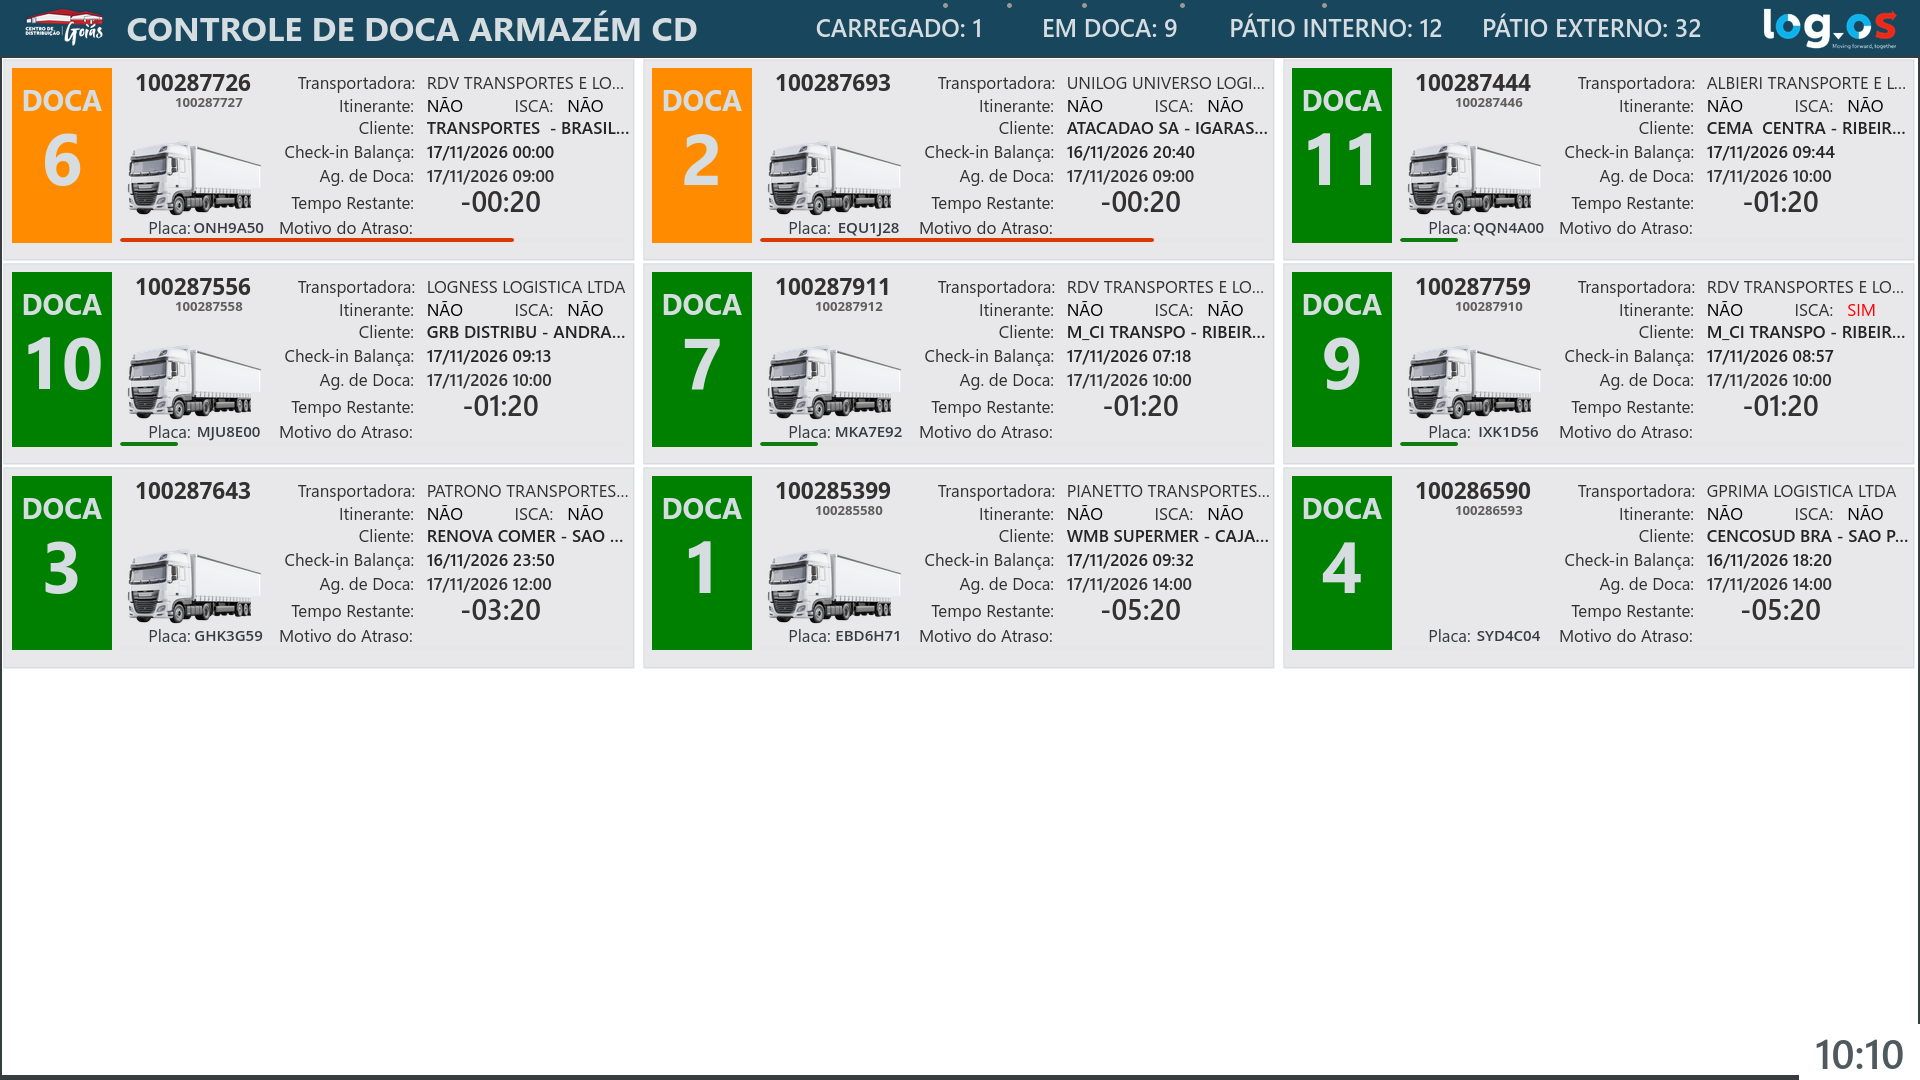 CENTRO DE DISTRIBUIÇÃO Goiás
CONTROLE DE DOCA ARMAZÉM CD
CARREGADO: 1
EM DOCA: 9
PÁTIO INTERNO: 12
PÁTIO EXTERNO: 32
log.os
Moving forward, together
DOCA
6
100287726
100287727
Transportadora: RDV TRANSPORTES E LO...
Itinerante: NÃO ISCA: NÃO
Cliente: TRANSPORTES - BRASIL...
Check-in Balança: 17/11/2026 00:00
Ag. de Doca: 17/11/2026 09:00
Tempo Restante: -00:20
Placa: ONH9A50 Motivo do Atraso:
DOCA
2
100287693
Transportadora: UNILOG UNIVERSO LOGI...
Itinerante: NÃO ISCA: NÃO
Cliente: ATACADAO SA - IGARAS...
Check-in Balança: 16/11/2026 20:40
Ag. de Doca: 17/11/2026 09:00
Tempo Restante: -00:20
Placa: EQU1J28 Motivo do Atraso:
DOCA
11
100287444
100287446
Transportadora: ALBIERI TRANSPORTE E L...
Itinerante: NÃO ISCA: NÃO
Cliente: CEMA CENTRA - RIBEIR...
Check-in Balança: 17/11/2026 09:44
Ag. de Doca: 17/11/2026 10:00
Tempo Restante: -01:20
Placa: QQN4A00 Motivo do Atraso:
DOCA
10
100287556
100287558
Transportadora: LOGNESS LOGISTICA LTDA
Itinerante: NÃO ISCA: NÃO
Cliente: GRB DISTRIBU - ANDRA...
Check-in Balança: 17/11/2026 09:13
Ag. de Doca: 17/11/2026 10:00
Tempo Restante: -01:20
Placa: MJU8E00 Motivo do Atraso:
DOCA
7
100287911
100287912
Transportadora: RDV TRANSPORTES E LO...
Itinerante: NÃO ISCA: NÃO
Cliente: M_CI TRANSPO - RIBEIR...
Check-in Balança: 17/11/2026 07:18
Ag. de Doca: 17/11/2026 10:00
Tempo Restante: -01:20
Placa: MKA7E92 Motivo do Atraso:
DOCA
9
100287759
100287910
Transportadora: RDV TRANSPORTES E LO...
Itinerante: NÃO ISCA: SIM
Cliente: M_CI TRANSPO - RIBEIR...
Check-in Balança: 17/11/2026 08:57
Ag. de Doca: 17/11/2026 10:00
Tempo Restante: -01:20
Placa: IXK1D56 Motivo do Atraso:
DOCA
3
100287643
Transportadora: PATRONO TRANSPORTES...
Itinerante: NÃO ISCA: NÃO
Cliente: RENOVA COMER - SAO ...
Check-in Balança: 16/11/2026 23:50
Ag. de Doca: 17/11/2026 12:00
Tempo Restante: -03:20
Placa: GHK3G59 Motivo do Atraso:
DOCA
1
100285399
100285580
Transportadora: PIANETTO TRANSPORTES...
Itinerante: NÃO ISCA: NÃO
Cliente: WMB SUPERMER - CAJA...
Check-in Balança: 17/11/2026 09:32
Ag. de Doca: 17/11/2026 14:00
Tempo Restante: -05:20
Placa: EBD6H71 Motivo do Atraso:
DOCA
4
100286590
100286593
Transportadora: GPRIMA LOGISTICA LTDA
Itinerante: NÃO ISCA: NÃO
Cliente: CENCOSUD BRA - SAO P...
Check-in Balança: 16/11/2026 18:20
Ag. de Doca: 17/11/2026 14:00
Tempo Restante: -05:20
Placa: SYD4C04 Motivo do Atraso:
10:10